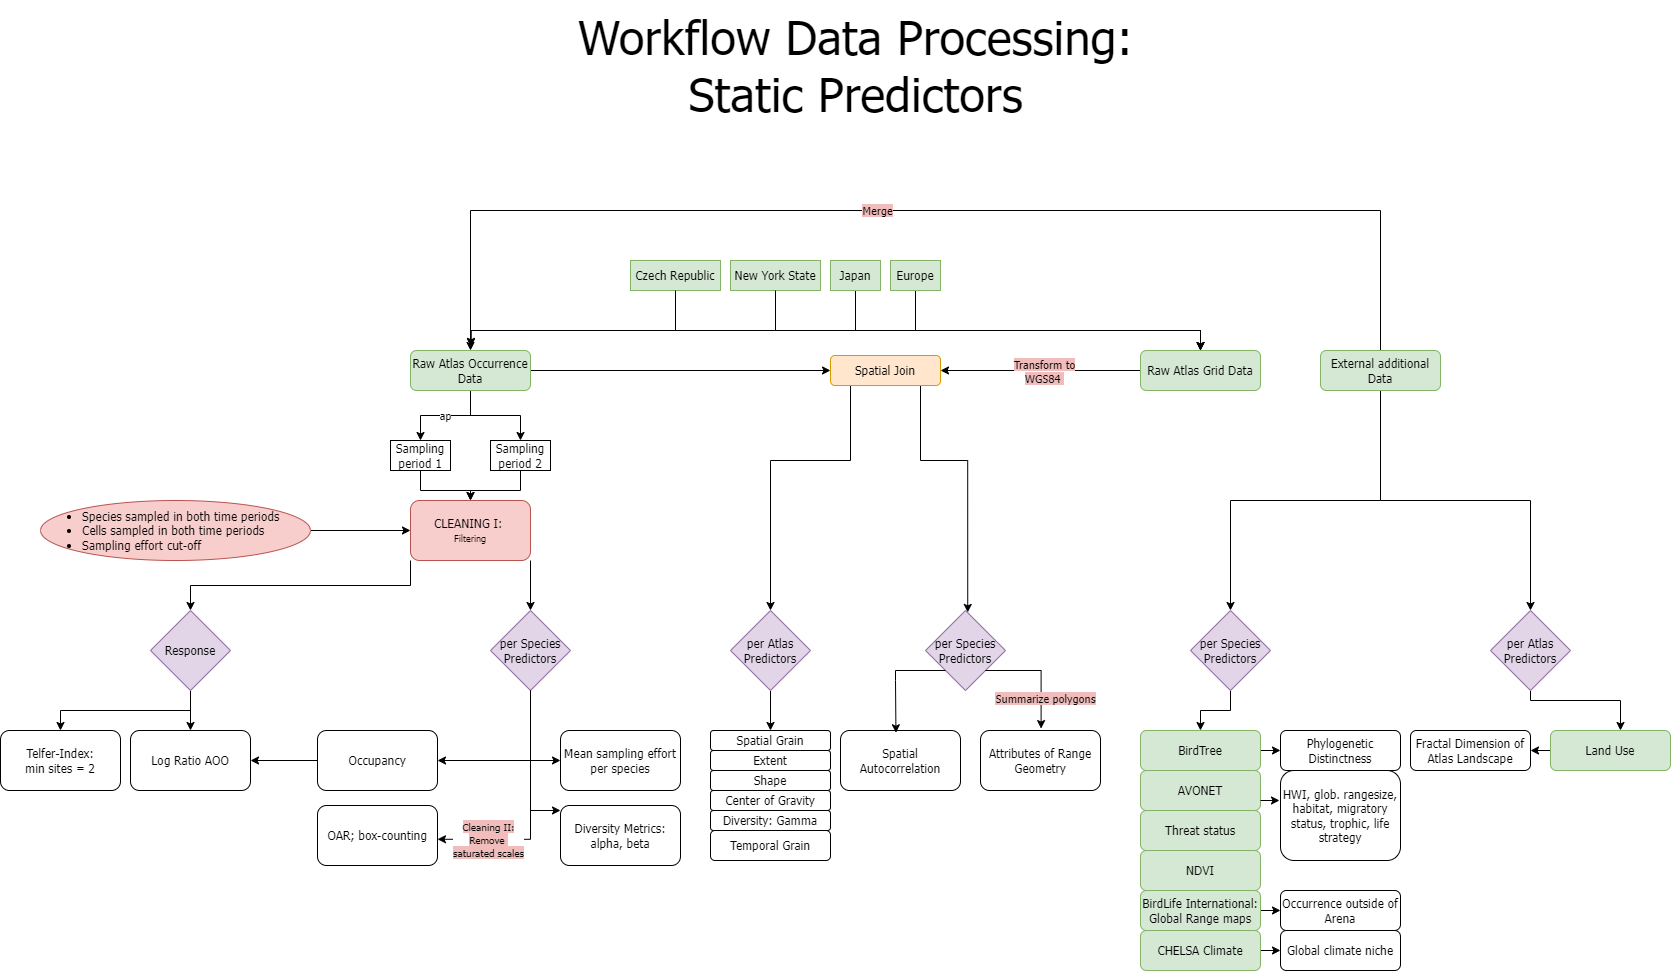 Workflow Data Processing:
Static Predictors
Merge
Czech Republic
New York State
Japan
Europe
Raw Atlas Occurrence
Data
Spatial Join
Transform to
WGS84
Raw Atlas Grid Data
External additional
Data
ap
Sampling
period 1
Sampling
period 2
• Species sampled in both time periods
• Cells sampled in both time periods
• Sampling effort cut-off
CLEANING I:
Filtering
Response
per Species
Predictors
per Atlas
Predictors
per Species
Predictors
per Species
Predictors
per Atlas
Predictors
Summarize polygons
Telfer-Index:
min sites = 2
Log Ratio AOO
Occupancy
Mean sampling effort
per species
OAR; box-counting
Cleaning II:
Remove
saturated scales
Diversity Metrics:
alpha, beta
Spatial Grain
Extent
Shape
Center of Gravity
Diversity: Gamma
Temporal Grain
Spatial
Autocorrelation
Attributes of Range
Geometry
BirdTree
Phylogenetic
Distinctness
Fractal Dimension of
Atlas Landscape
Land Use
AVONET
HWI, glob. rangesize,
habitat, migratory
status, trophic, life
strategy
Threat status
NDVI
BirdLife International:
Global Range maps
Occurrence outside of
Arena
CHELSA Climate
Global climate niche